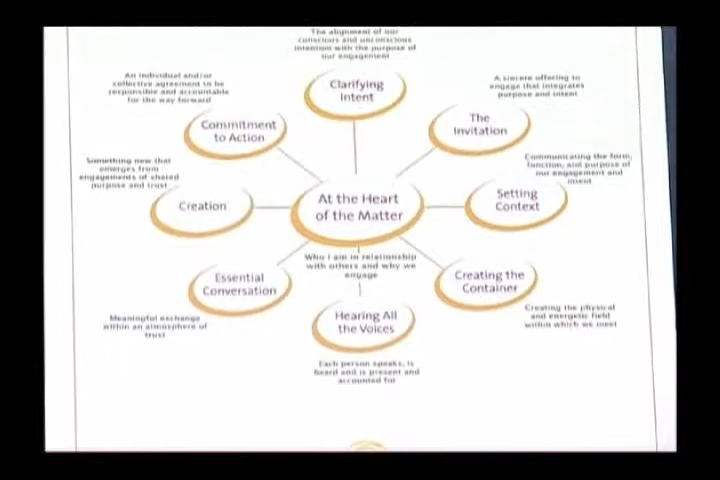 The alignment of our
conscious and unconscious
intention with the purpose of
our engagement
Clarifying
Intent
A sincere offering to
engage that integrates
purpose and intent
The
Invitation
Communicating the form,
function, and purpose of
our engagement and
intent
Setting
Context
Creating the
Container
Creating the physical
and energetic field
within which we meet
Hearing All
the Voices
Each person speaks, is
heard and is present and
accounted for
Essential
Conversation
Meaningful exchange
within an atmosphere of
trust
Creation
Something new that
emerges from
engagements of shared
purpose and trust
Commitment
to Action
An individual and/or
collective agreement to be
responsible and accountable
for the way forward
At the Heart
of the Matter
Who I am in relationship
with others and why we
engage